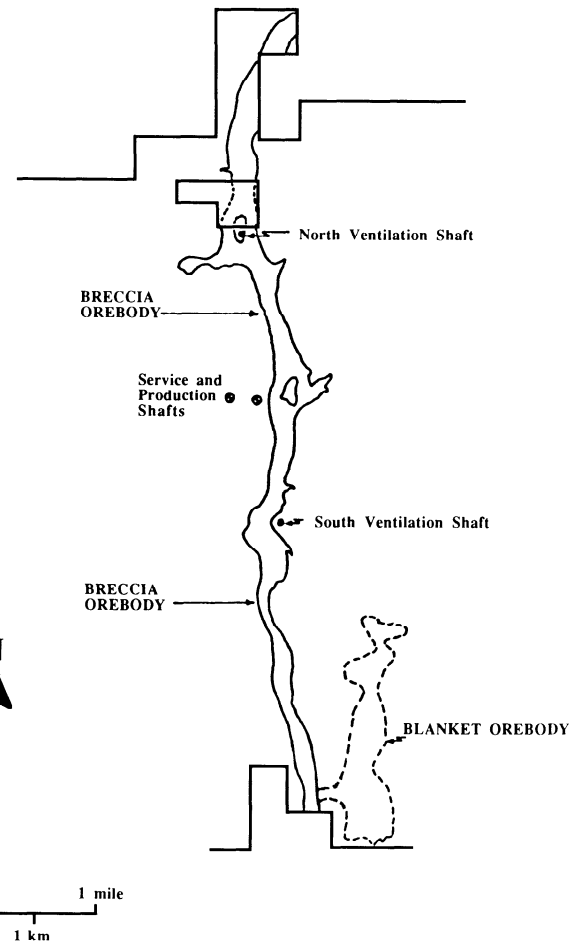 North Ventilation Shaft
BRECCIA
OREBODY
Service and
Production
Shafts
South Ventilation Shaft
BRECCIA
OREBODY
BLANKET OREBODY
1 mile
1 km